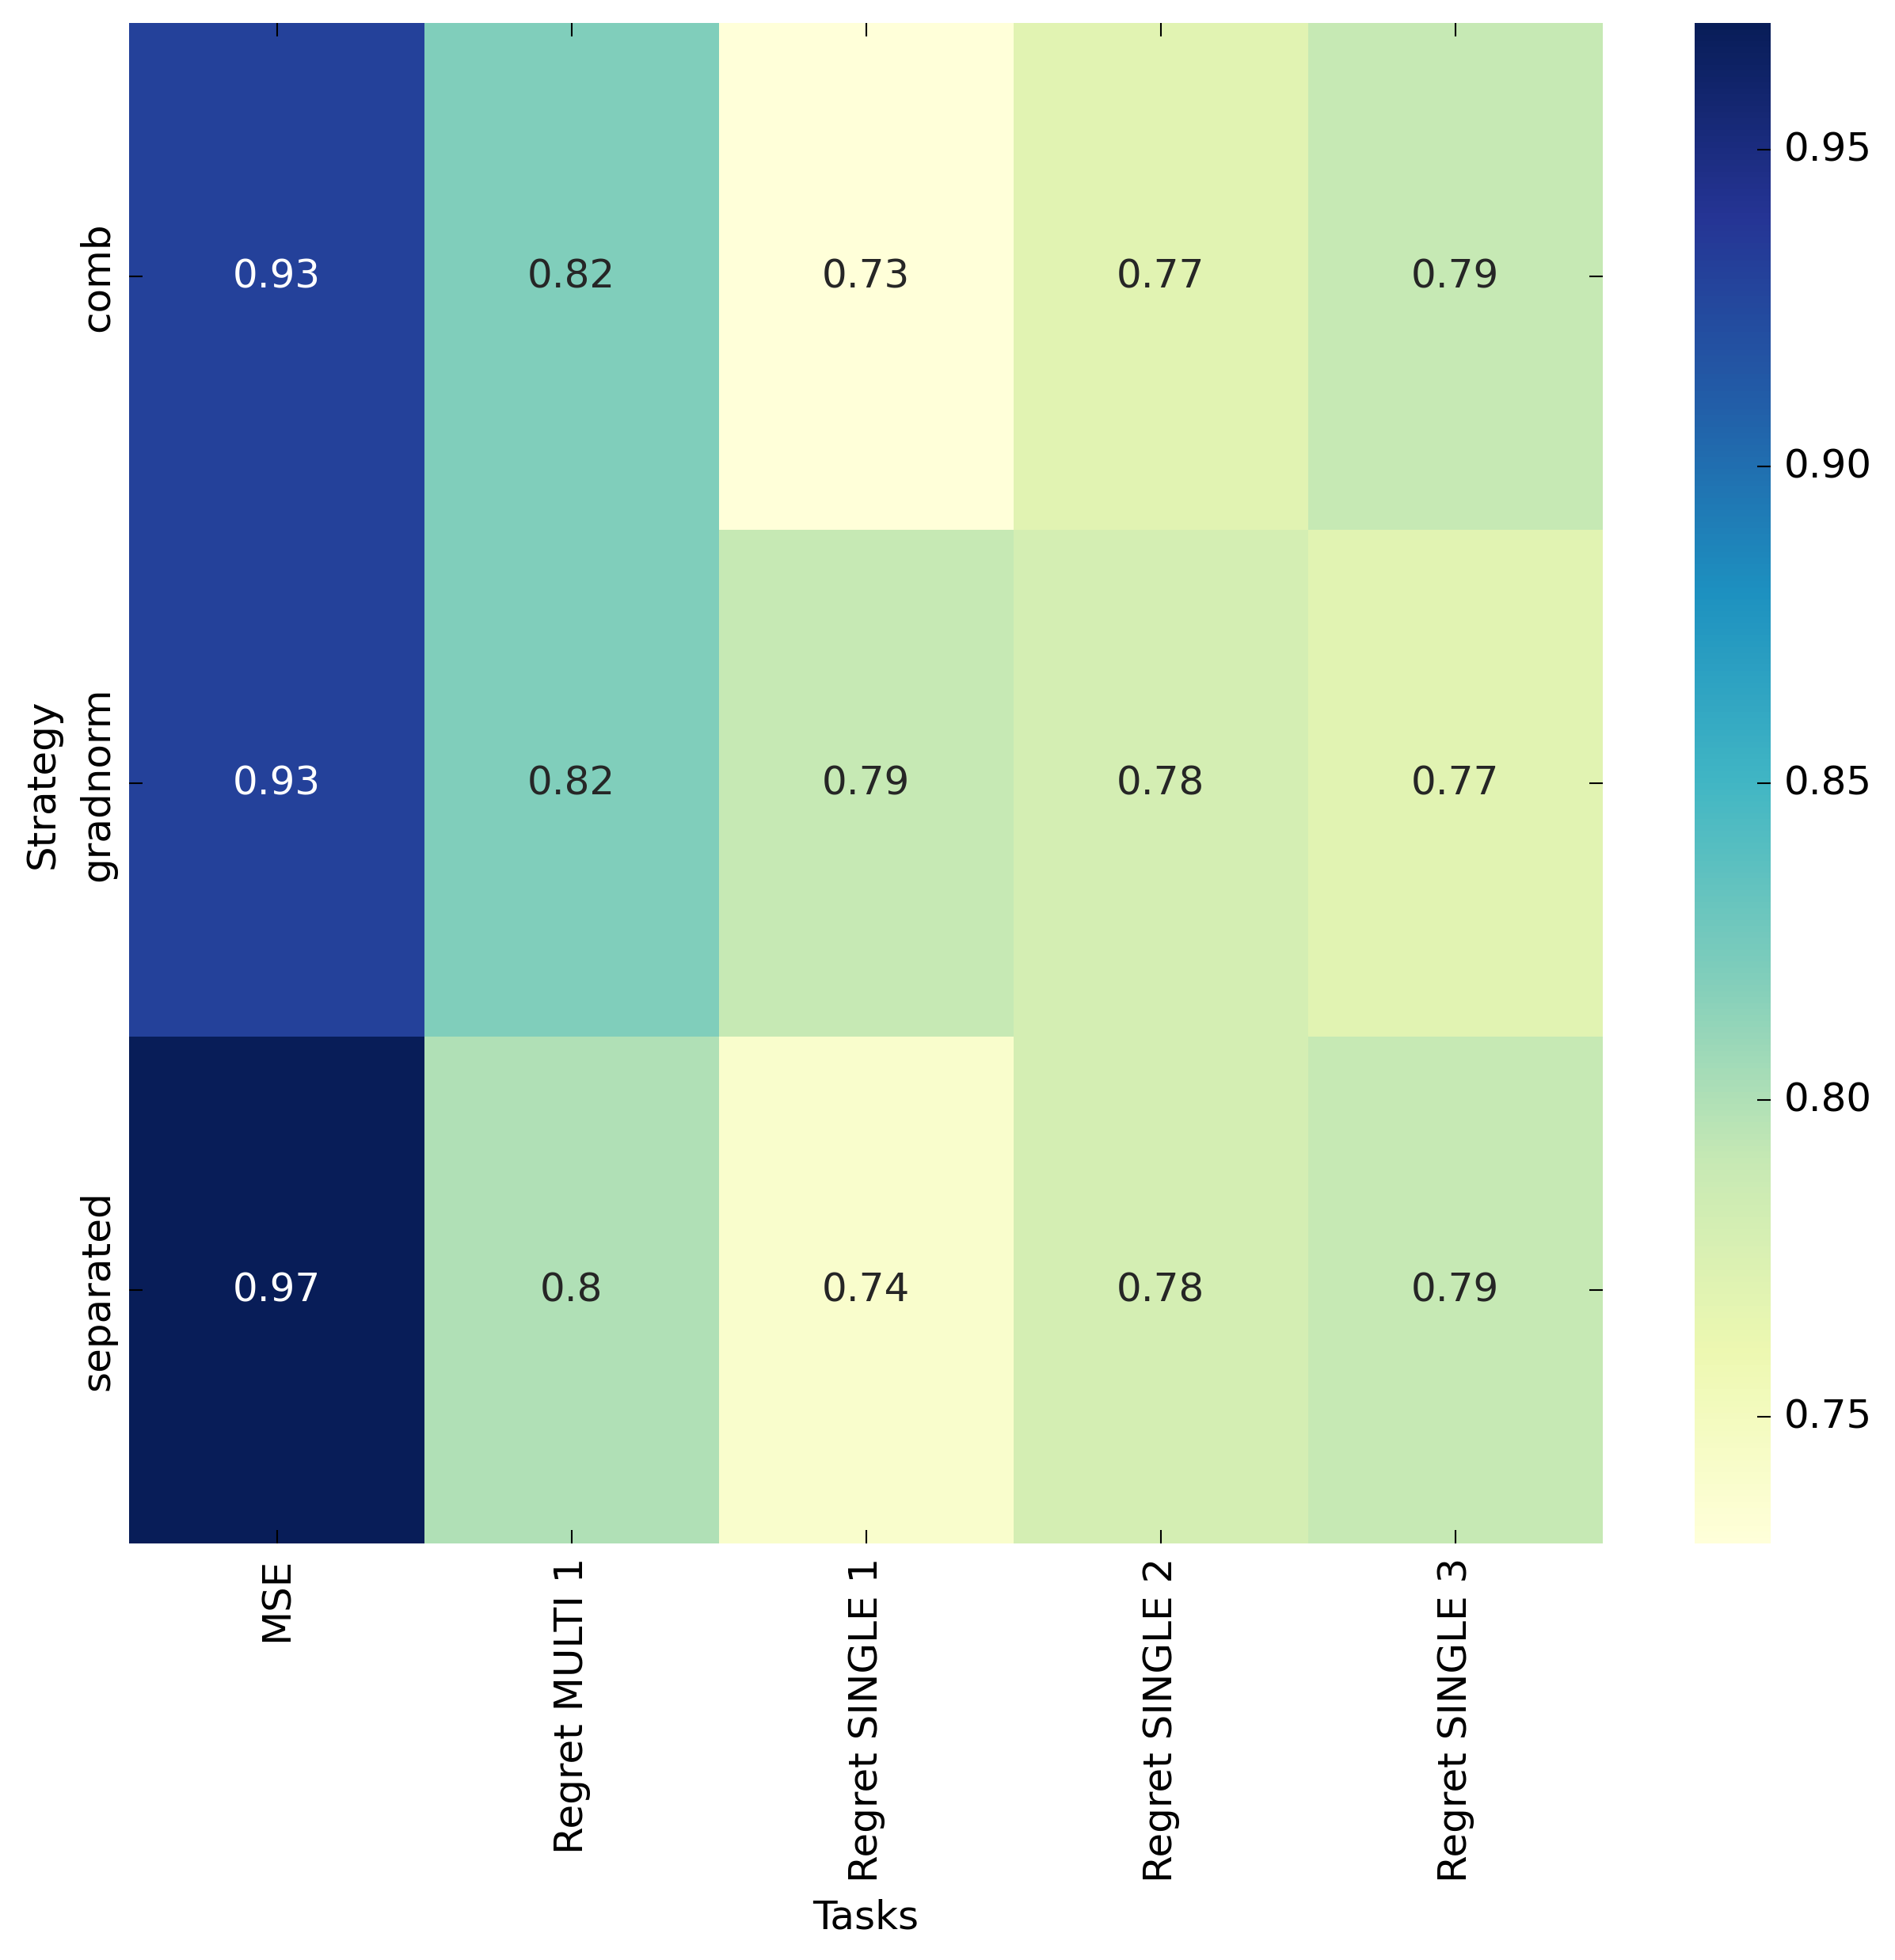 Strategy
comb
gradnorm
separated
0.93 0.82 0.73 0.77 0.79
0.93 0.82 0.79 0.78 0.77
0.97 0.8 0.74 0.78 0.79
MSE
Regret MULTI 1
Regret SINGLE 1
Regret SINGLE 2
Regret SINGLE 3
Tasks
0.95
0.90
0.85
0.80
0.75